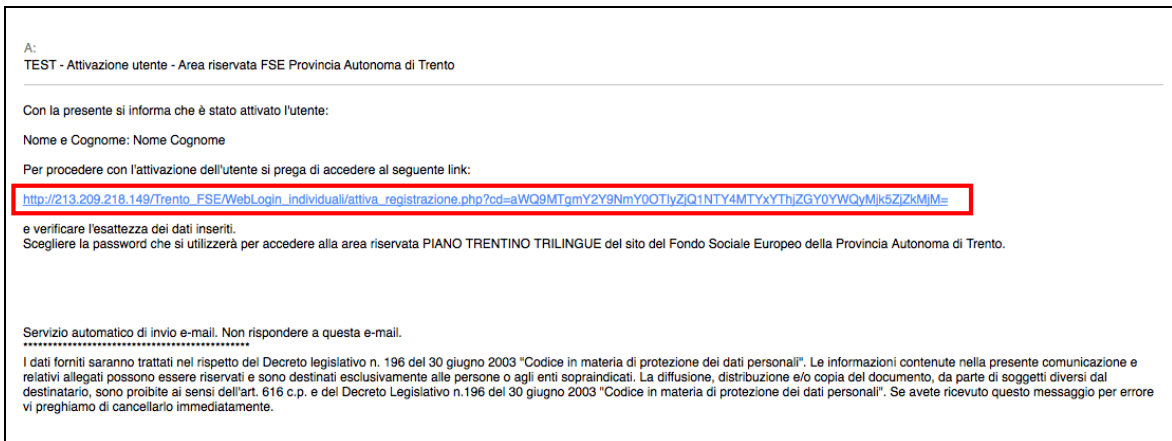 A:
TEST - Attivazione utente - Area riservata FSE Provincia Autonoma di Trento
Con la presente si informa che è stato attivato l'utente:
Nome e Cognome: Nome Cognome
Per procedere con l'attivazione dell'utente si prega di accedere al seguente link:
http://213.209.218.149/Trento_FSE/WebLogin_individuali/attiva_registrazione.php?cd=aWQ9MTgmY2Y9NmY0OTIyZjQ1NTY4MTYxYThjZGY0YWQyMjk5ZjZkMjM=
e verificare l'esattezza dei dati inseriti.
Scegliere la password che si utilizzerà per accedere alla area riservata PIANO TRENTINO TRILINGUE del sito del Fondo Sociale Europeo della Provincia Autonoma di Trento.
Servizio automatico di invio e-mail. Non rispondere a questa e-mail.
**********************************************
I dati forniti saranno trattati nel rispetto del Decreto legislativo n. 196 del 30 giugno 2003 "Codice in materia di protezione dei dati personali". Le informazioni contenute nella presente comunicazione e
relativi allegati possono essere riservati e sono destinati esclusivamente alle persone o agli enti sopraindicati. La diffusione, distribuzione e/o copia del documento, da parte di soggetti diversi dal
destinatario, sono proibite ai sensi dell'art. 616 c.p. e del Decreto Legislativo n.196 del 30 giugno 2003 "Codice in materia di protezione dei dati personali". Se avete ricevuto questo messaggio per errore
vi preghiamo di cancellarlo immediatamente.